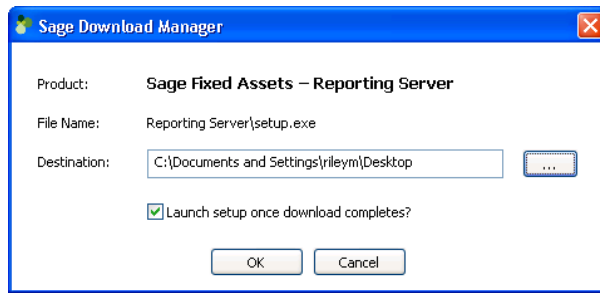 Sage Download Manager
Product: Sage Fixed Assets – Reporting Server
File Name: Reporting Server\setup.exe
Destination: C:\Documents and Settings\rileym\Desktop ...
Launch setup once download completes?
OK Cancel